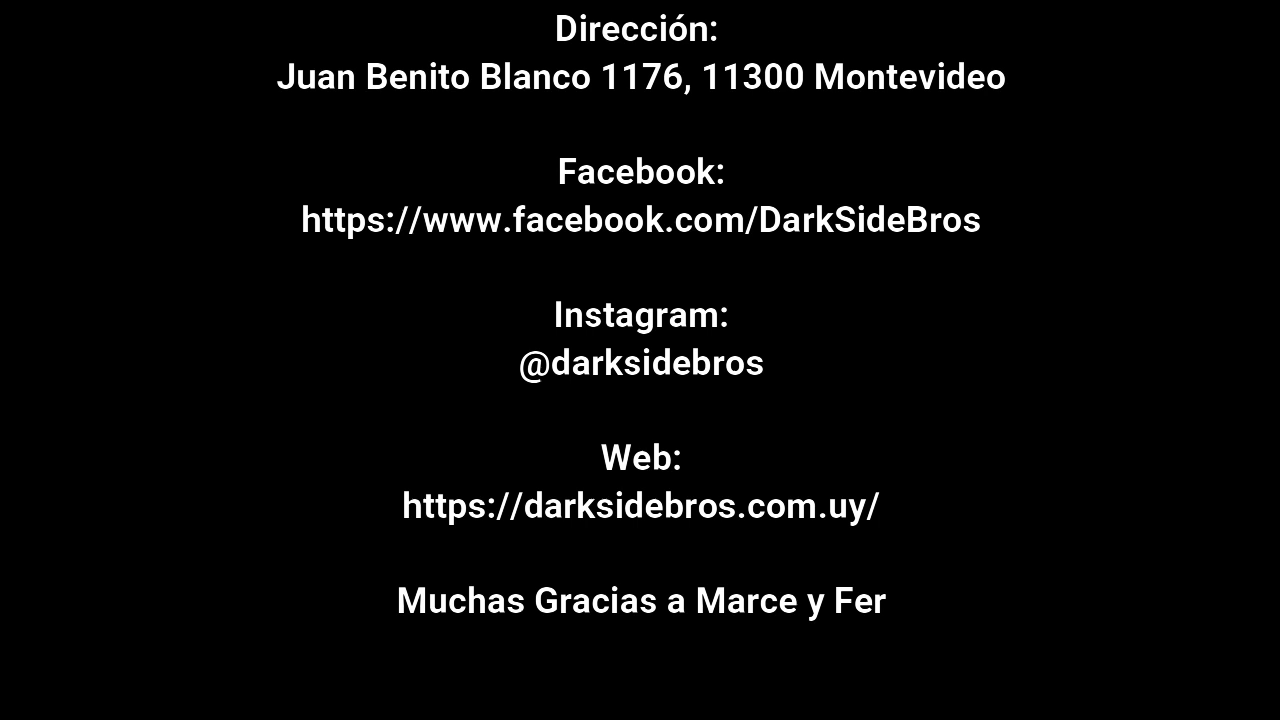 Dirección:
Juan Benito Blanco 1176, 11300 Montevideo
Facebook:
https://www.facebook.com/DarkSideBros
Instagram:
@darksidebros
Web:
https://darksidebros.com.uy/
Muchas Gracias a Marce y Fer